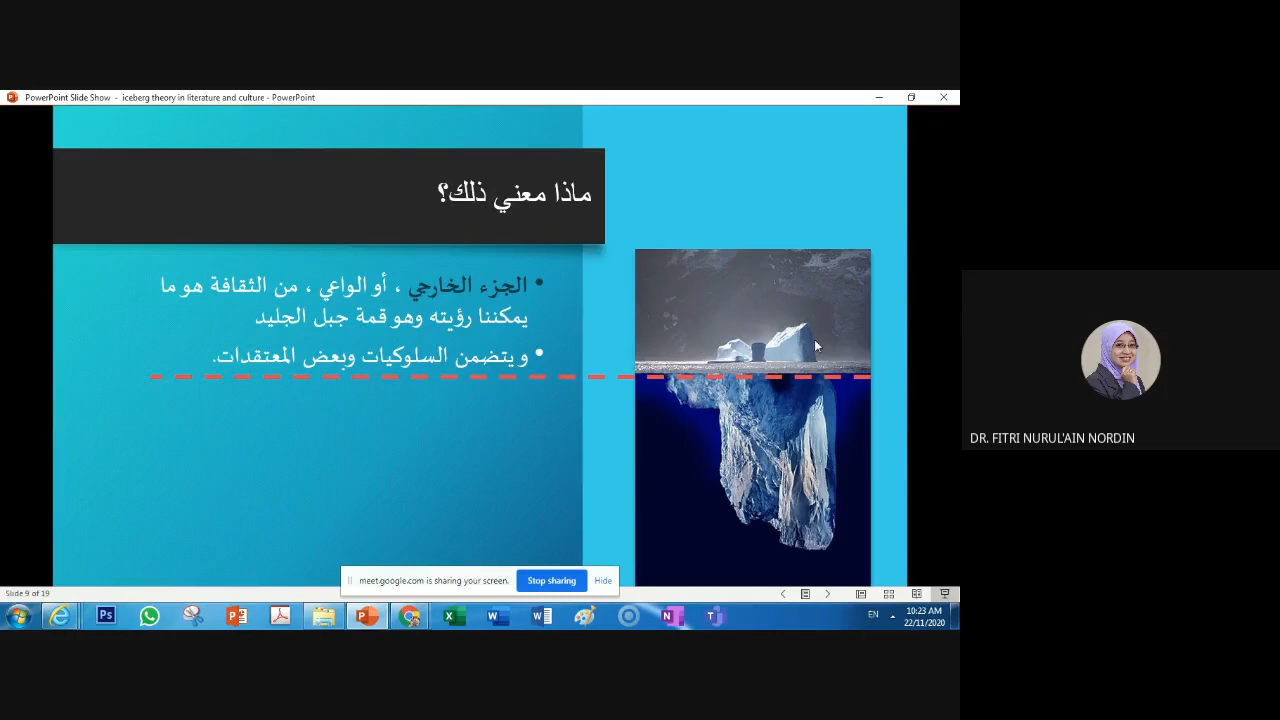 PowerPoint Slide Show - iceberg theory in literature and culture - PowerPoint
ماذا معني ذلك؟
• الجزء الخارجي ، أو الواعي ، من الثقافة هو ما
يمكننا رؤيته وهو قمة جبل الجليد
• و يتضمن السلوكيات وبعض المعتقدات.
DR. FITRI NURUL'AIN NORDIN
meet.google.com is sharing your screen.
Stop sharing
Hide
Slide 9 of 19
Ps
EN
10:23 AM
22/11/2020